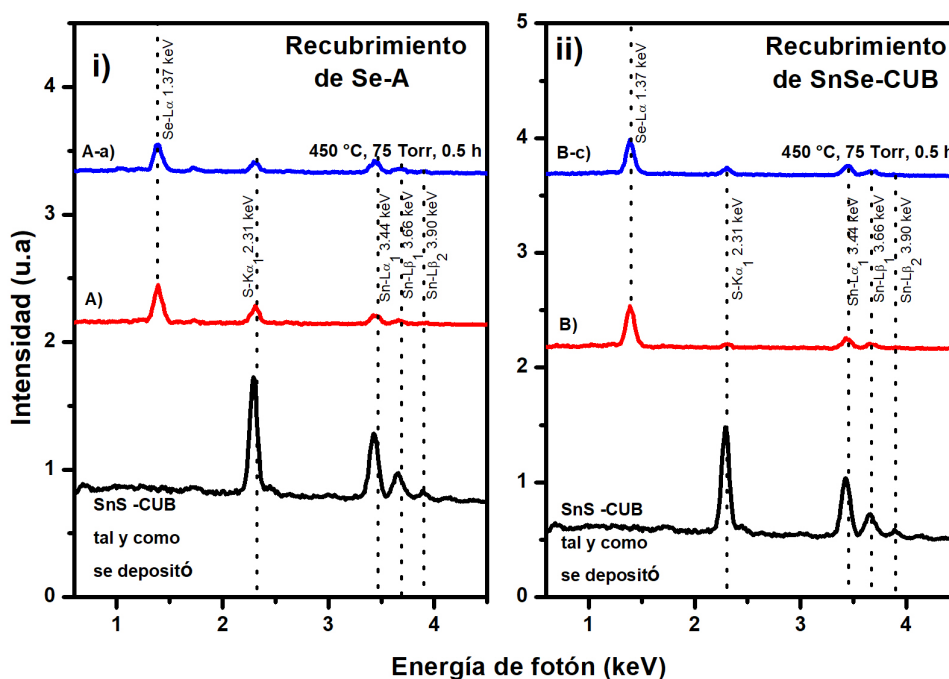 Intensidad (u.a)
5
4
3
2
1
0
i)
Recubrimiento
de Se-A
Se-Lα 1.37 keV
A-a)
450 °C, 75 Torr, 0.5 h
S-Kα1 2.31 keV
Sn-Lα1 3.44 keV
Sn-Lβ1 3.66 keV
Sn-Lβ2 3.90 keV
A)
SnS -CUB
tal y como
se depositó
1 2 3 4
5
4
3
2
1
0
ii)
Recubrimiento
de SnSe-CUB
Se-Lα 1.37 keV
B-c)
450 °C, 75 Torr, 0.5 h
S-Kα1 2.31 keV
Sn-Lα1 3.44 keV
Sn-Lβ1 3.66 keV
Sn-Lβ2 3.90 keV
B)
SnS -CUB
tal y como
se depositó
1 2 3 4
Energía de fotón (keV)